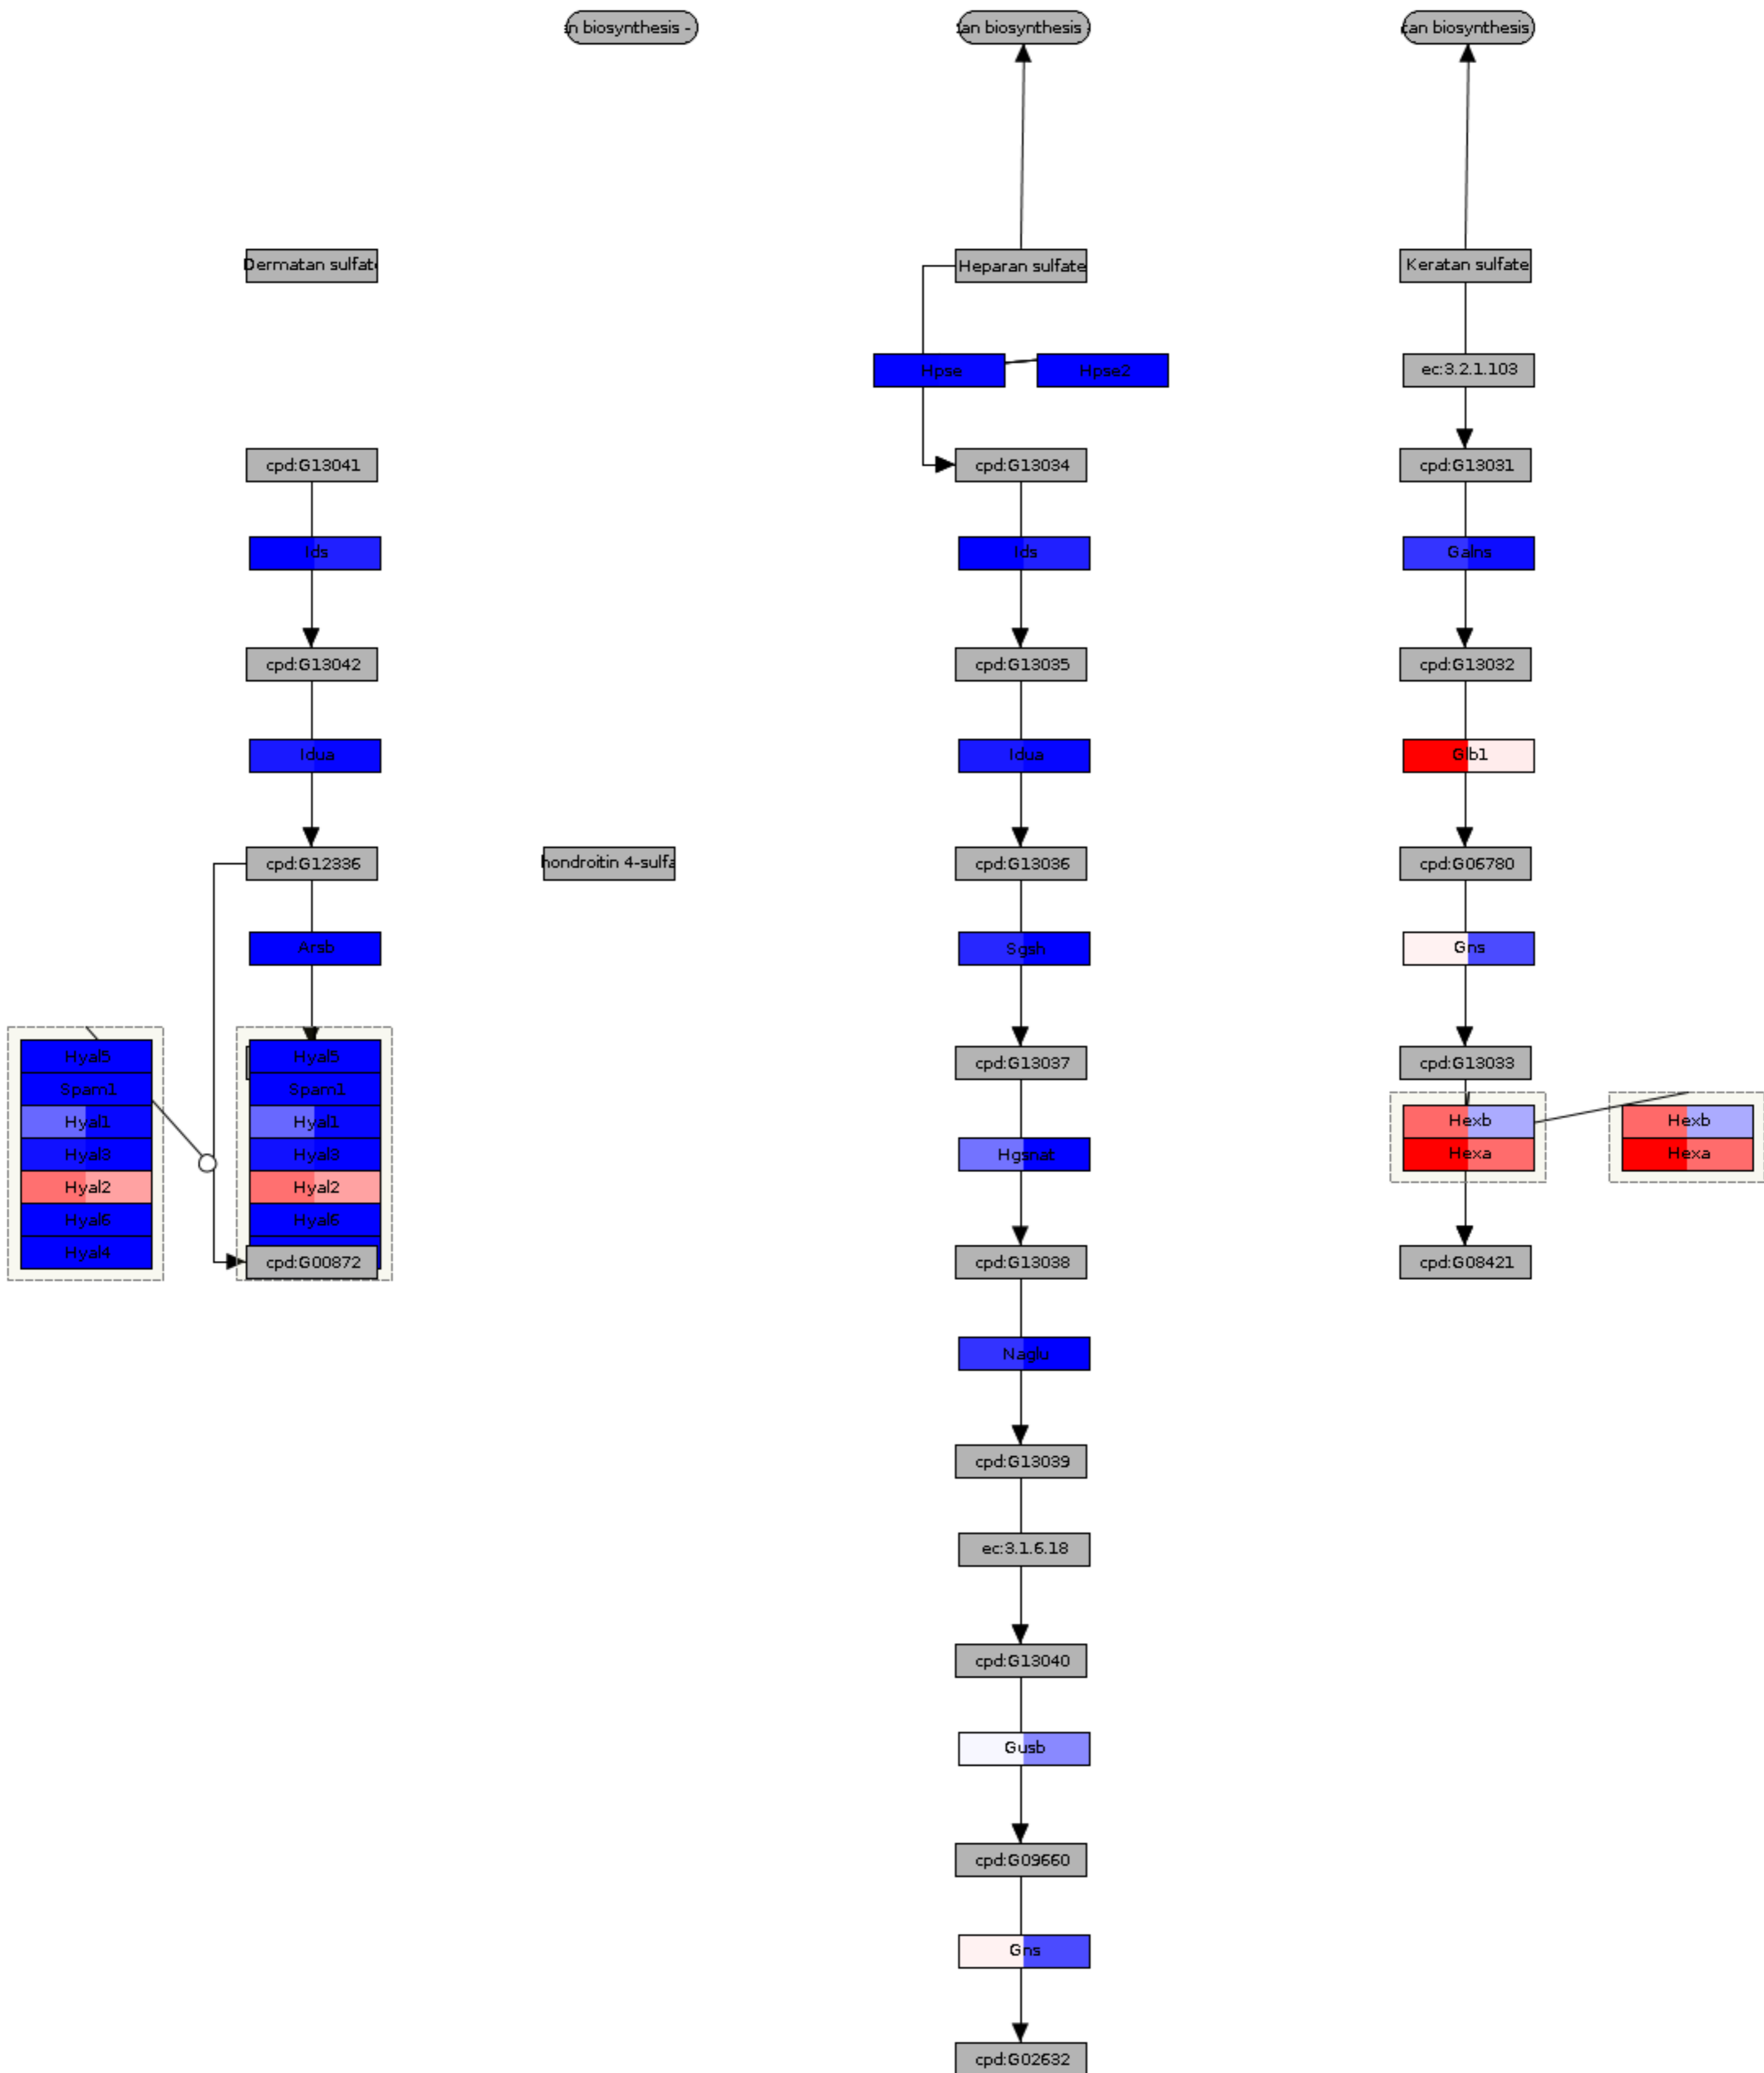 n biosynthesis -
an biosynthesis -
can biosynthesis
Dermatan sulfat
Heparan sulfate
Keratan sulfate
Hpse
Hpse2
ec:3.2.1.103
cpd:G13041
cpd:G13034
cpd:G13031
Ids
Ids
Galns
cpd:G13042
cpd:G13035
cpd:G13032
Idua
Idua
Glb1
cpd:G12336
hondroitin 4-sulfa
cpd:G13036
cpd:G06780
Arsb
Sgsh
Gns
Hyal5
Spam1
Hyal1
Hyal3
Hyal2
Hyal6
Hyal4
Hyal5
Spam1
Hyal1
Hyal3
Hyal2
Hyal6
cpd:G00872
cpd:G13037
cpd:G13033
Hgsnat
Hexb
Hexa
Hexb
Hexa
cpd:G13038
cpd:G08421
Naglu
cpd:G13039
ec:3.1.6.18
cpd:G13040
Gusb
cpd:G09660
Gns
cpd:G02632